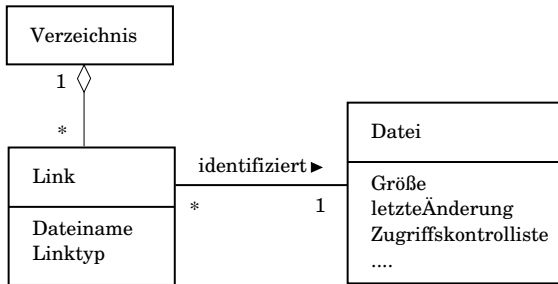 Verzeichnis
1
*
Link
Dateiname
Linktyp
identifiziert ▶
*
1
Datei
Größe
letzteÄnderung
Zugriffskontrolliste
....